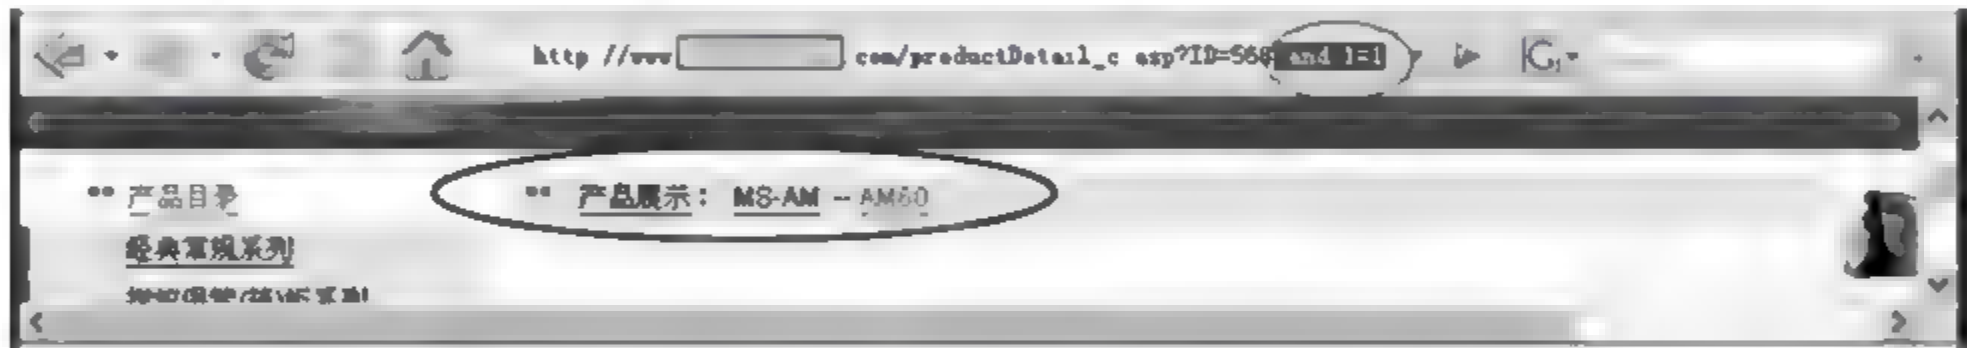 http //www com/productDetail_c asp?ID=568 and 1=1
产品目录
产品展示： MS-AM -- AM60
经典常规系列